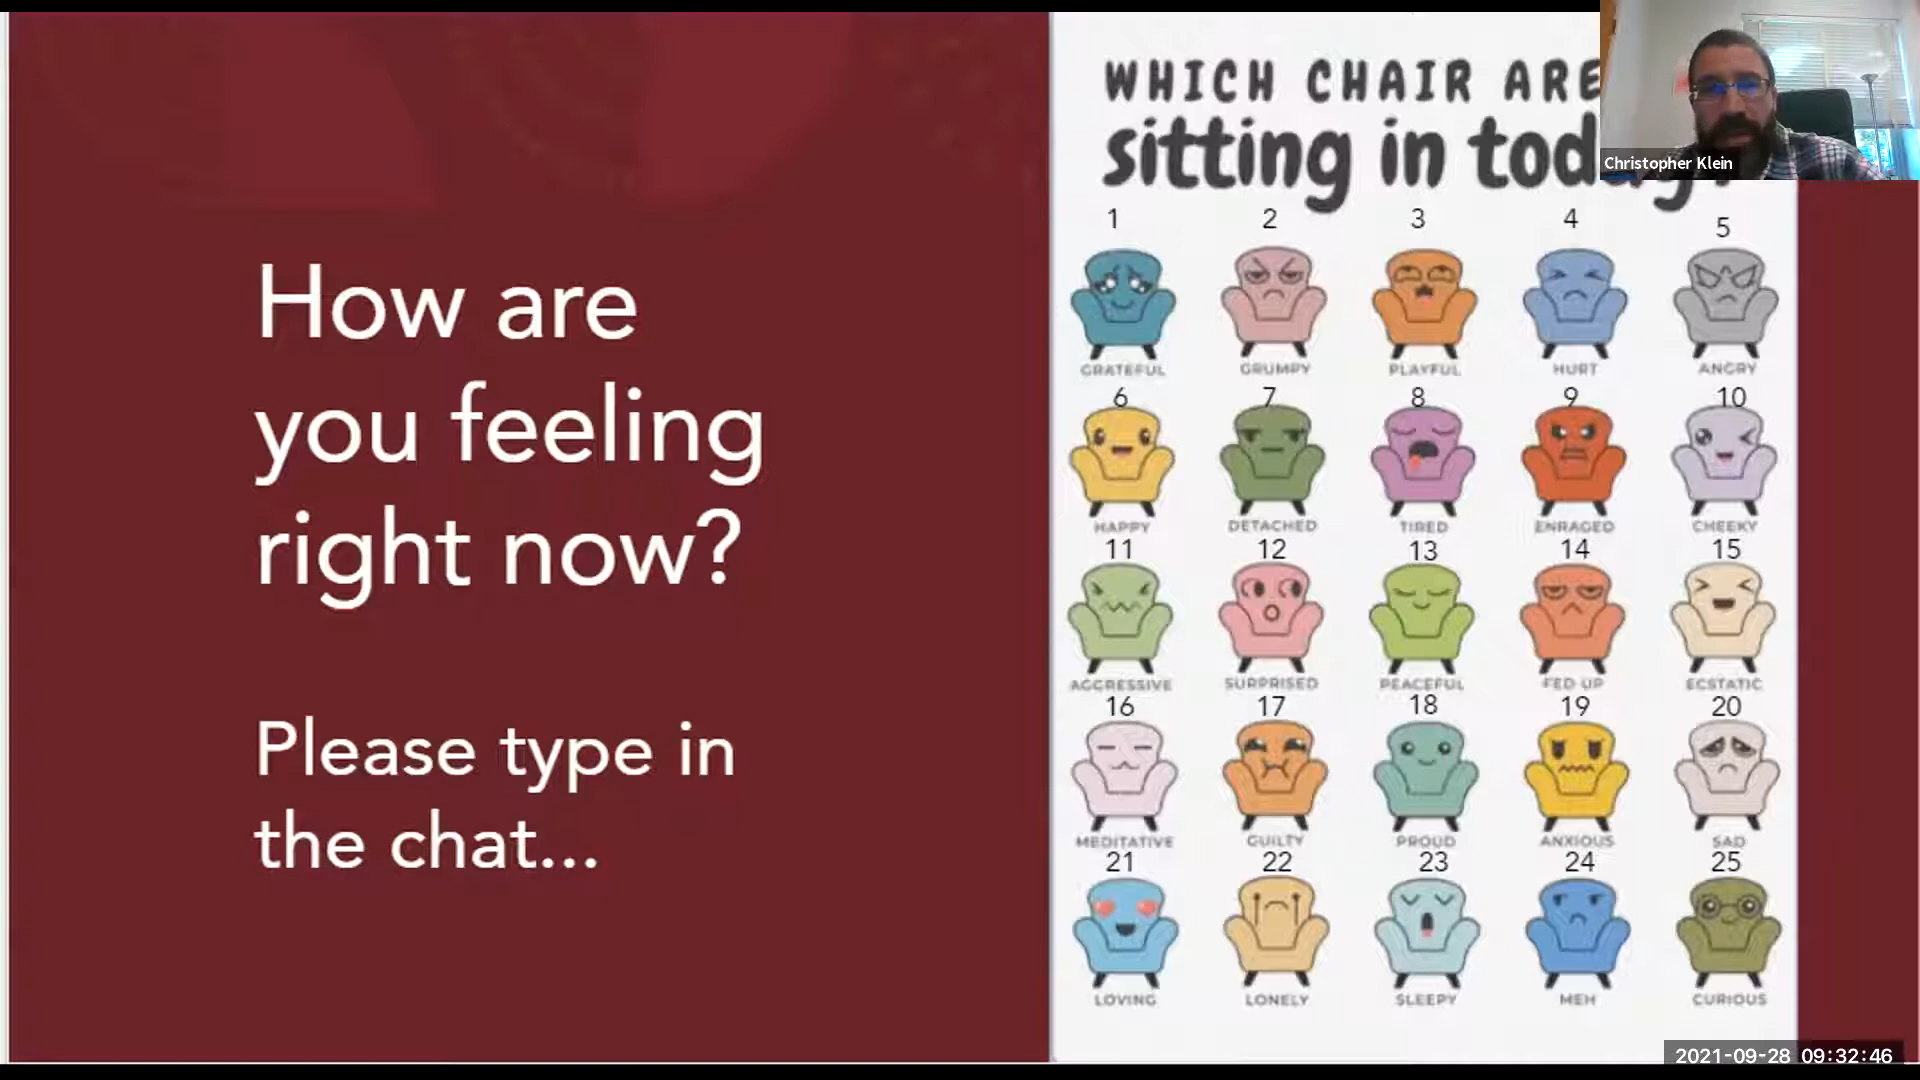 How are
you feeling
right now?
Please type in
the chat...
WHICH CHAIR ARE
sitting in today?
Christopher Klein
1 2 3 4 5
GRATEFUL GRUMPY PLAYFUL HURT ANGRY
6 7 8 9 10
HAPPY DETACHED TIRED ENRAGED CHEEKY
11 12 13 14 15
AGGRESSIVE SURPRISED PEACEFUL FED UP ECSTATIC
16 17 18 19 20
MEDITATIVE GUILTY PROUD ANXIOUS SAD
21 22 23 24 25
LOVING LONELY SLEEPY MEH CURIOUS
2021-09-28 09:32:46